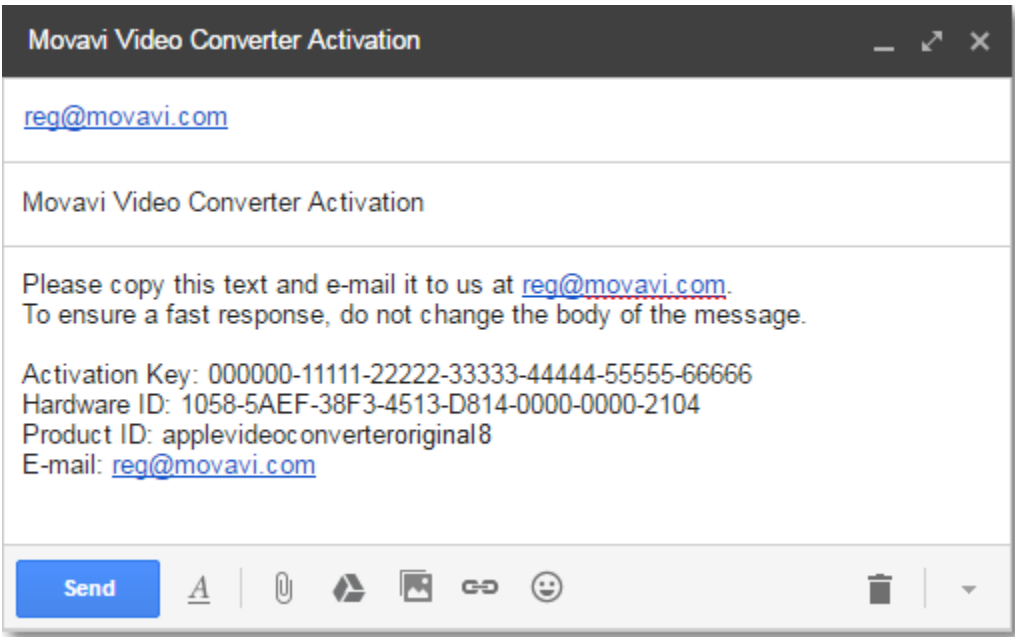 Movavi Video Converter Activation
reg@movavi.com
Movavi Video Converter Activation
Please copy this text and e-mail it to us at reg@movavi.com.
To ensure a fast response, do not change the body of the message.
Activation Key: 000000-11111-22222-33333-44444-55555-66666
Hardware ID: 1058-5AEF-38F3-4513-D814-0000-0000-2104
Product ID: applevideoconverteroriginal8
E-mail: reg@movavi.com
Send A